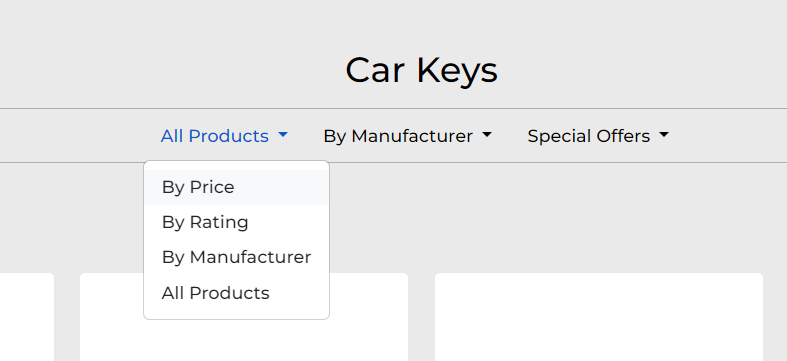 Car Keys
All Products By Manufacturer Special Offers
By Price
By Rating
By Manufacturer
All Products